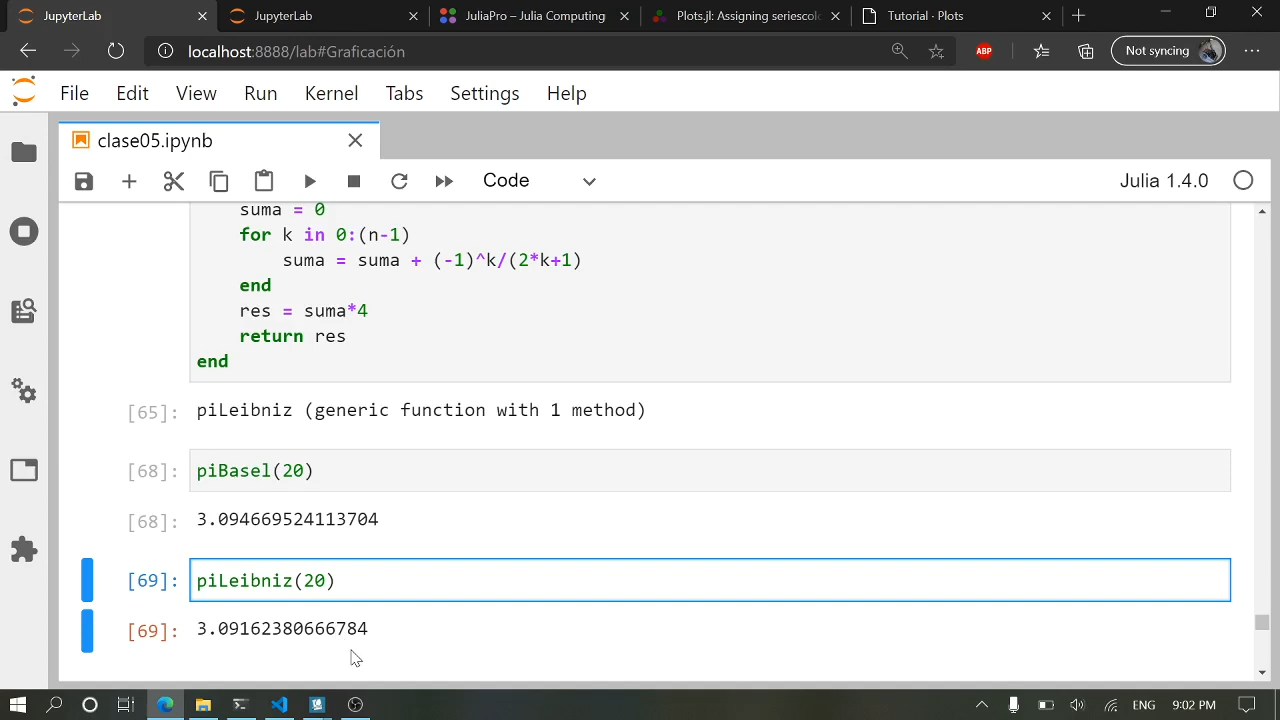 JupyterLab
JupyterLab
JuliaPro – Julia Computing
Plots.jl: Assigning seriescolo
Tutorial · Plots
localhost:8888/lab#Graficación
ABP
Not syncing
File Edit View Run Kernel Tabs Settings Help
clase05.ipynb
Code
Julia 1.4.0
suma = 0
for k in 0:(n-1)
suma = suma + (-1)^k/(2*k+1)
end
res = suma*4
return res
end
[65]: piLeibniz (generic function with 1 method)
[68]: piBasel(20)
[68]: 3.094669524113704
[69]: piLeibniz(20)
[69]: 3.09162380666784
ENG 9:02 PM